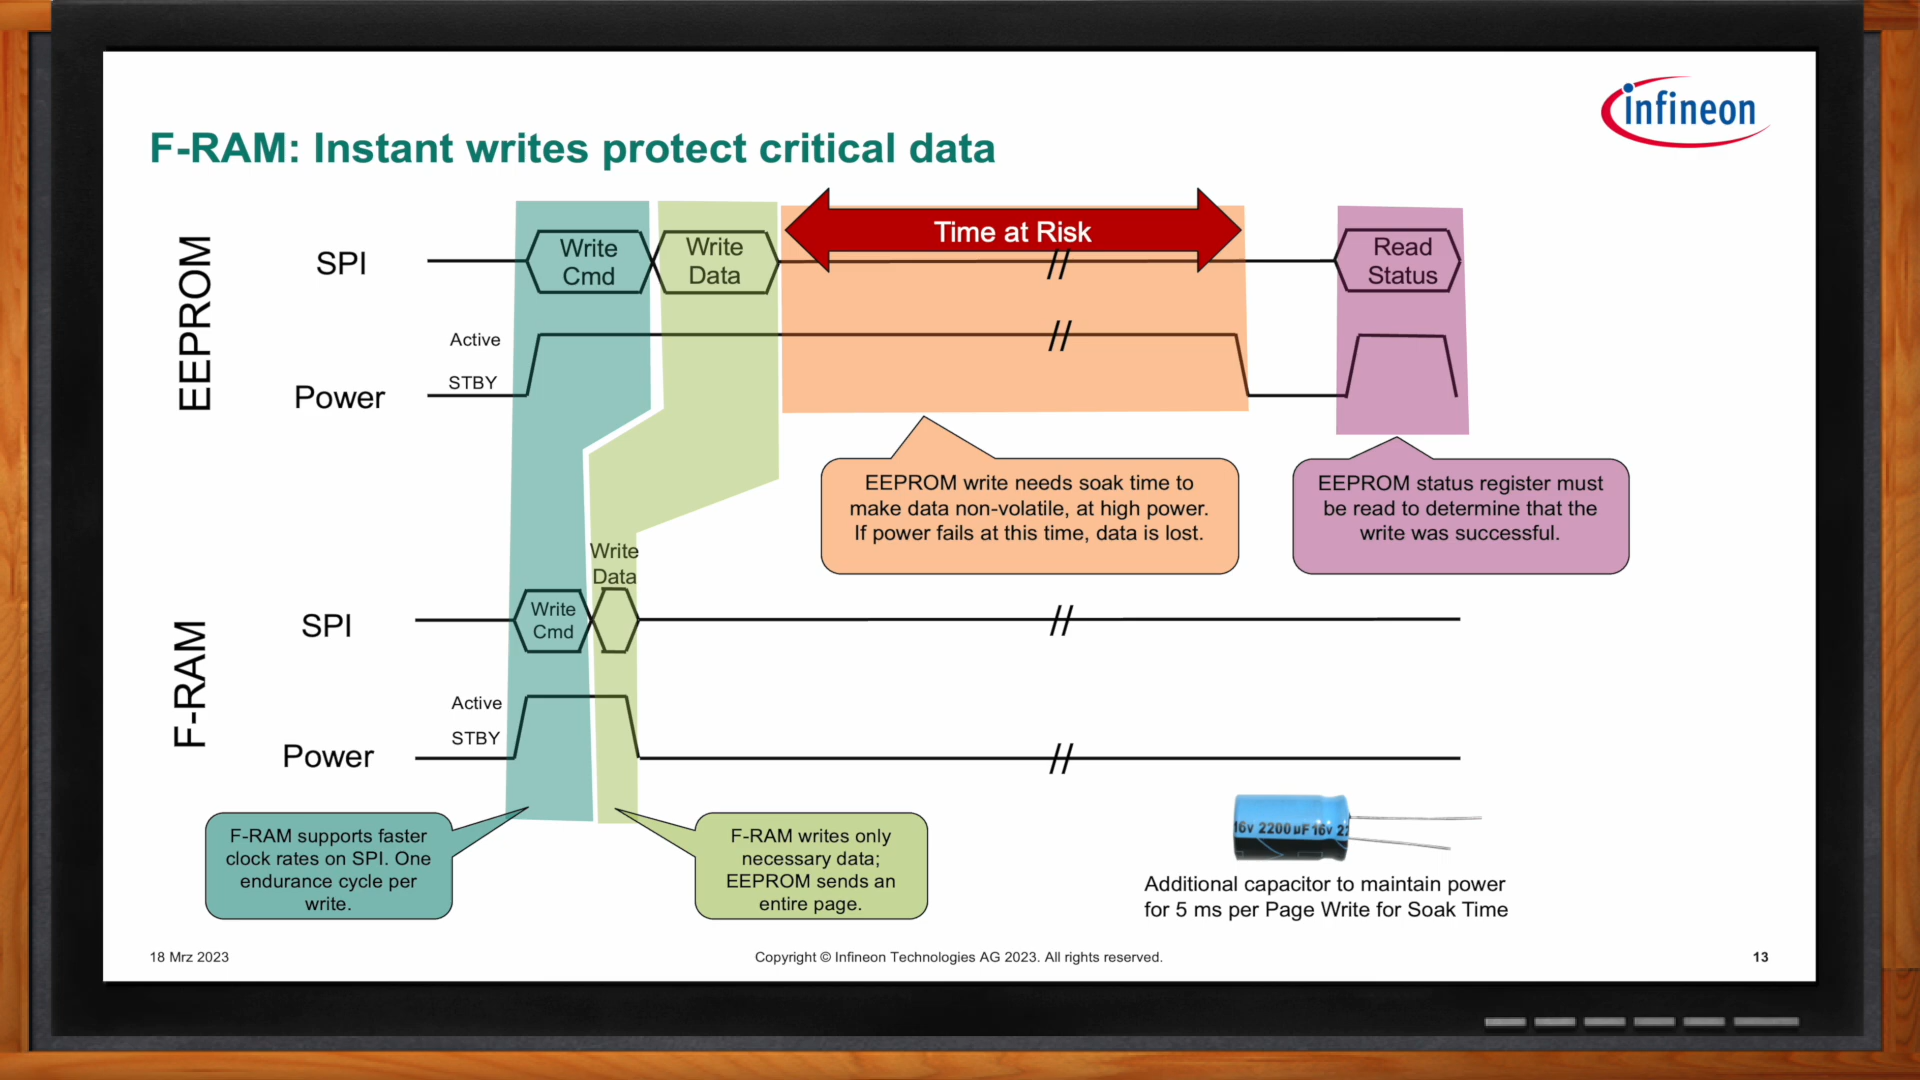 infineon
F-RAM: Instant writes protect critical data
EEPROM
SPI
Write
Cmd
Write
Data
Time at Risk
//
Read
Status
Active
//
STBY
Power
EEPROM write needs soak time to
make data non-volatile, at high power.
If power fails at this time, data is lost.
EEPROM status register must
be read to determine that the
write was successful.
F-RAM
SPI
Write
Cmd
Write
Data
//
Active
STBY
Power
//
F-RAM supports faster
clock rates on SPI. One
endurance cycle per
write.
F-RAM writes only
necessary data;
EEPROM sends an
entire page.
16v 2200µF 16v 22
Additional capacitor to maintain power
for 5 ms per Page Write for Soak Time
18 Mrz 2023
Copyright © Infineon Technologies AG 2023. All rights reserved.
13